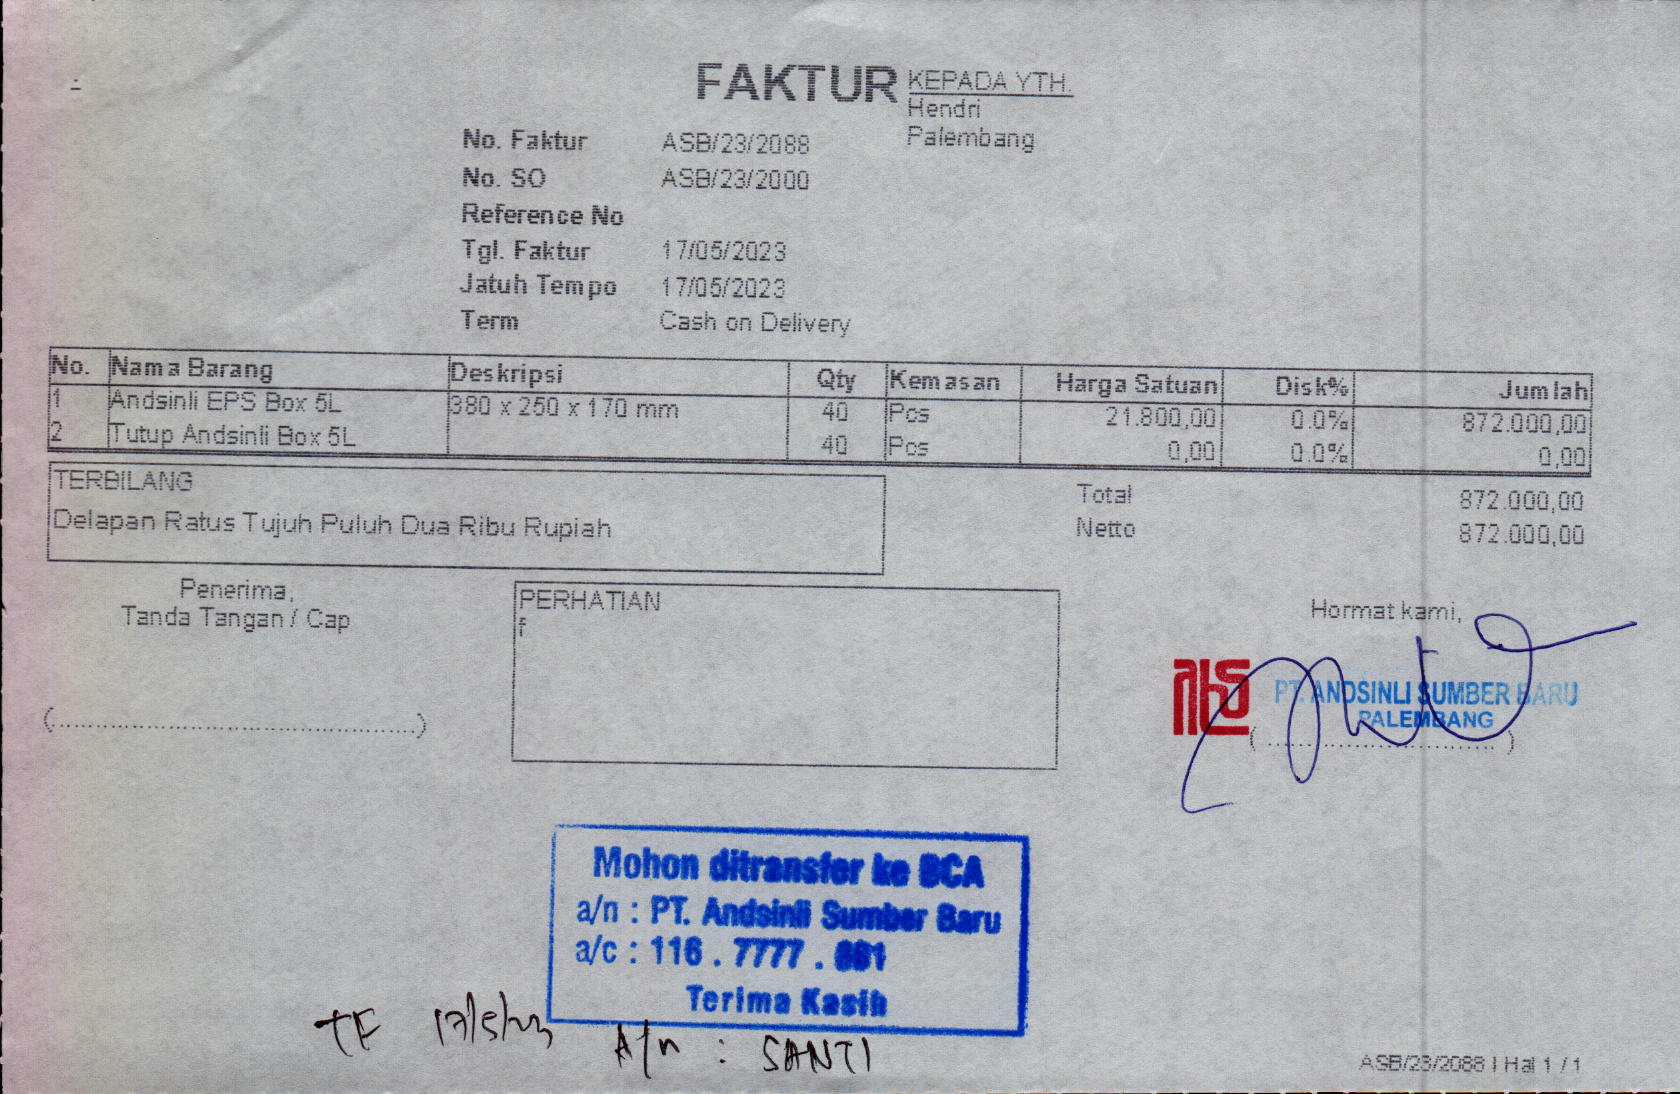 FAKTUR
KEPADA YTH.
Hendri
Palembang
No. Faktur ASB/23/2088
No. SO ASB/23/2000
Reference No
Tgl. Faktur 17/05/2023
Jatuh Tempo 17/05/2023
Term Cash on Delivery
No. Nama Barang Deskripsi Qty Kemasan Harga Satuan Disk% Jumlah
1 Andsinli EPS Box 5L 380 x 250 x 170 mm 40 Pcs 21.800,00 0.0% 872.000,00
2 Tutup Andsinli Box 5L 40 Pcs 0,00 0.0% 0,00
TERBILANG
Delapan Ratus Tujuh Puluh Dua Ribu Rupiah
Total 872.000,00
Netto 872.000,00
Penerima,
Tanda Tangan / Cap
(........................................................)
PERHATIAN
f
Hormat kami,
PT ANDSINLI SUMBER BARU
PALEMBANG
(....................................)
Mohon ditransfer ke BCA
a/n : PT. Andsinli Sumber Baru
a/c : 116 . 7777 .
Terima Kasih
TF 17/5/23
A/n : SANTI
ASB/23/2088 | Hal 1 / 1